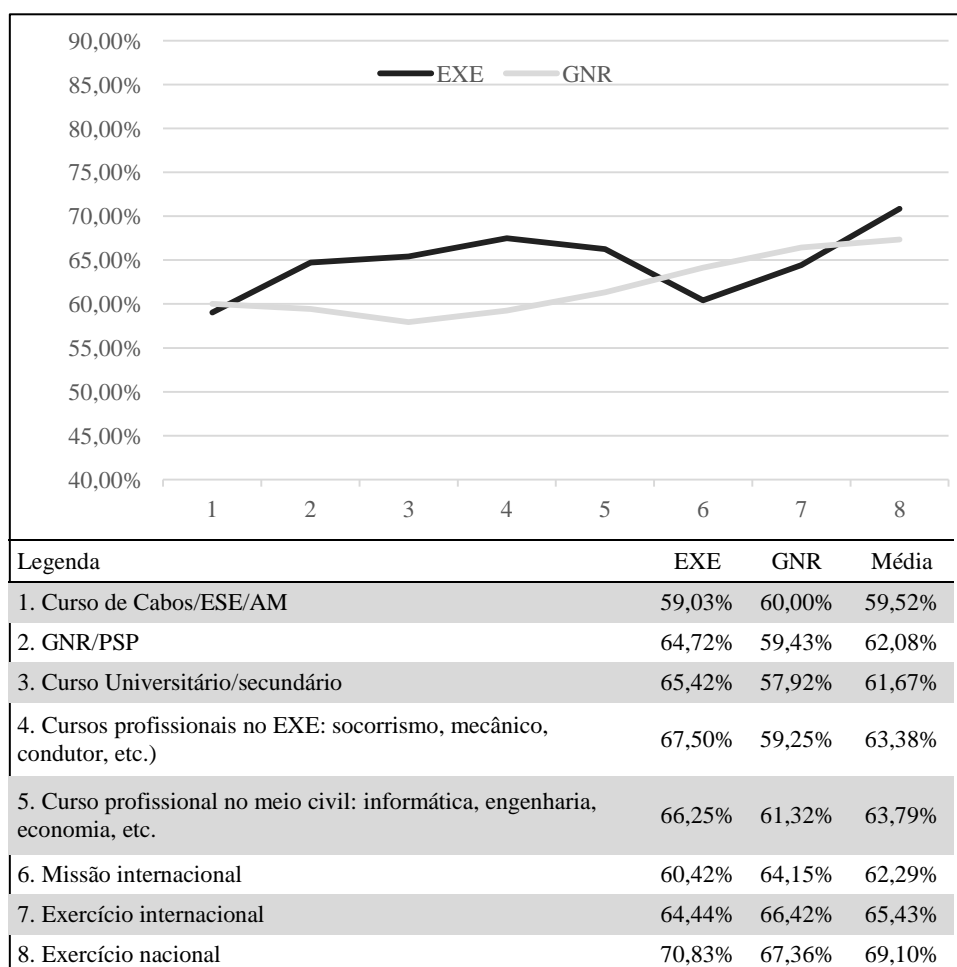 90,00%
EXE GNR
85,00%
80,00%
75,00%
70,00%
65,00%
60,00%
55,00%
50,00%
45,00%
40,00%
1 2 3 4 5 6 7 8
Legenda EXE GNR Média
1. Curso de Cabos/ESE/AM 59,03% 60,00% 59,52%
2. GNR/PSP 64,72% 59,43% 62,08%
3. Curso Universitário/secundário 65,42% 57,92% 61,67%
4. Cursos profissionais no EXE: socorrismo, mecânico,
condutor, etc.) 67,50% 59,25% 63,38%
5. Curso profissional no meio civil: informática, engenharia,
economia, etc. 66,25% 61,32% 63,79%
6. Missão internacional 60,42% 64,15% 62,29%
7. Exercício internacional 64,44% 66,42% 65,43%
8. Exercício nacional 70,83% 67,36% 69,10%